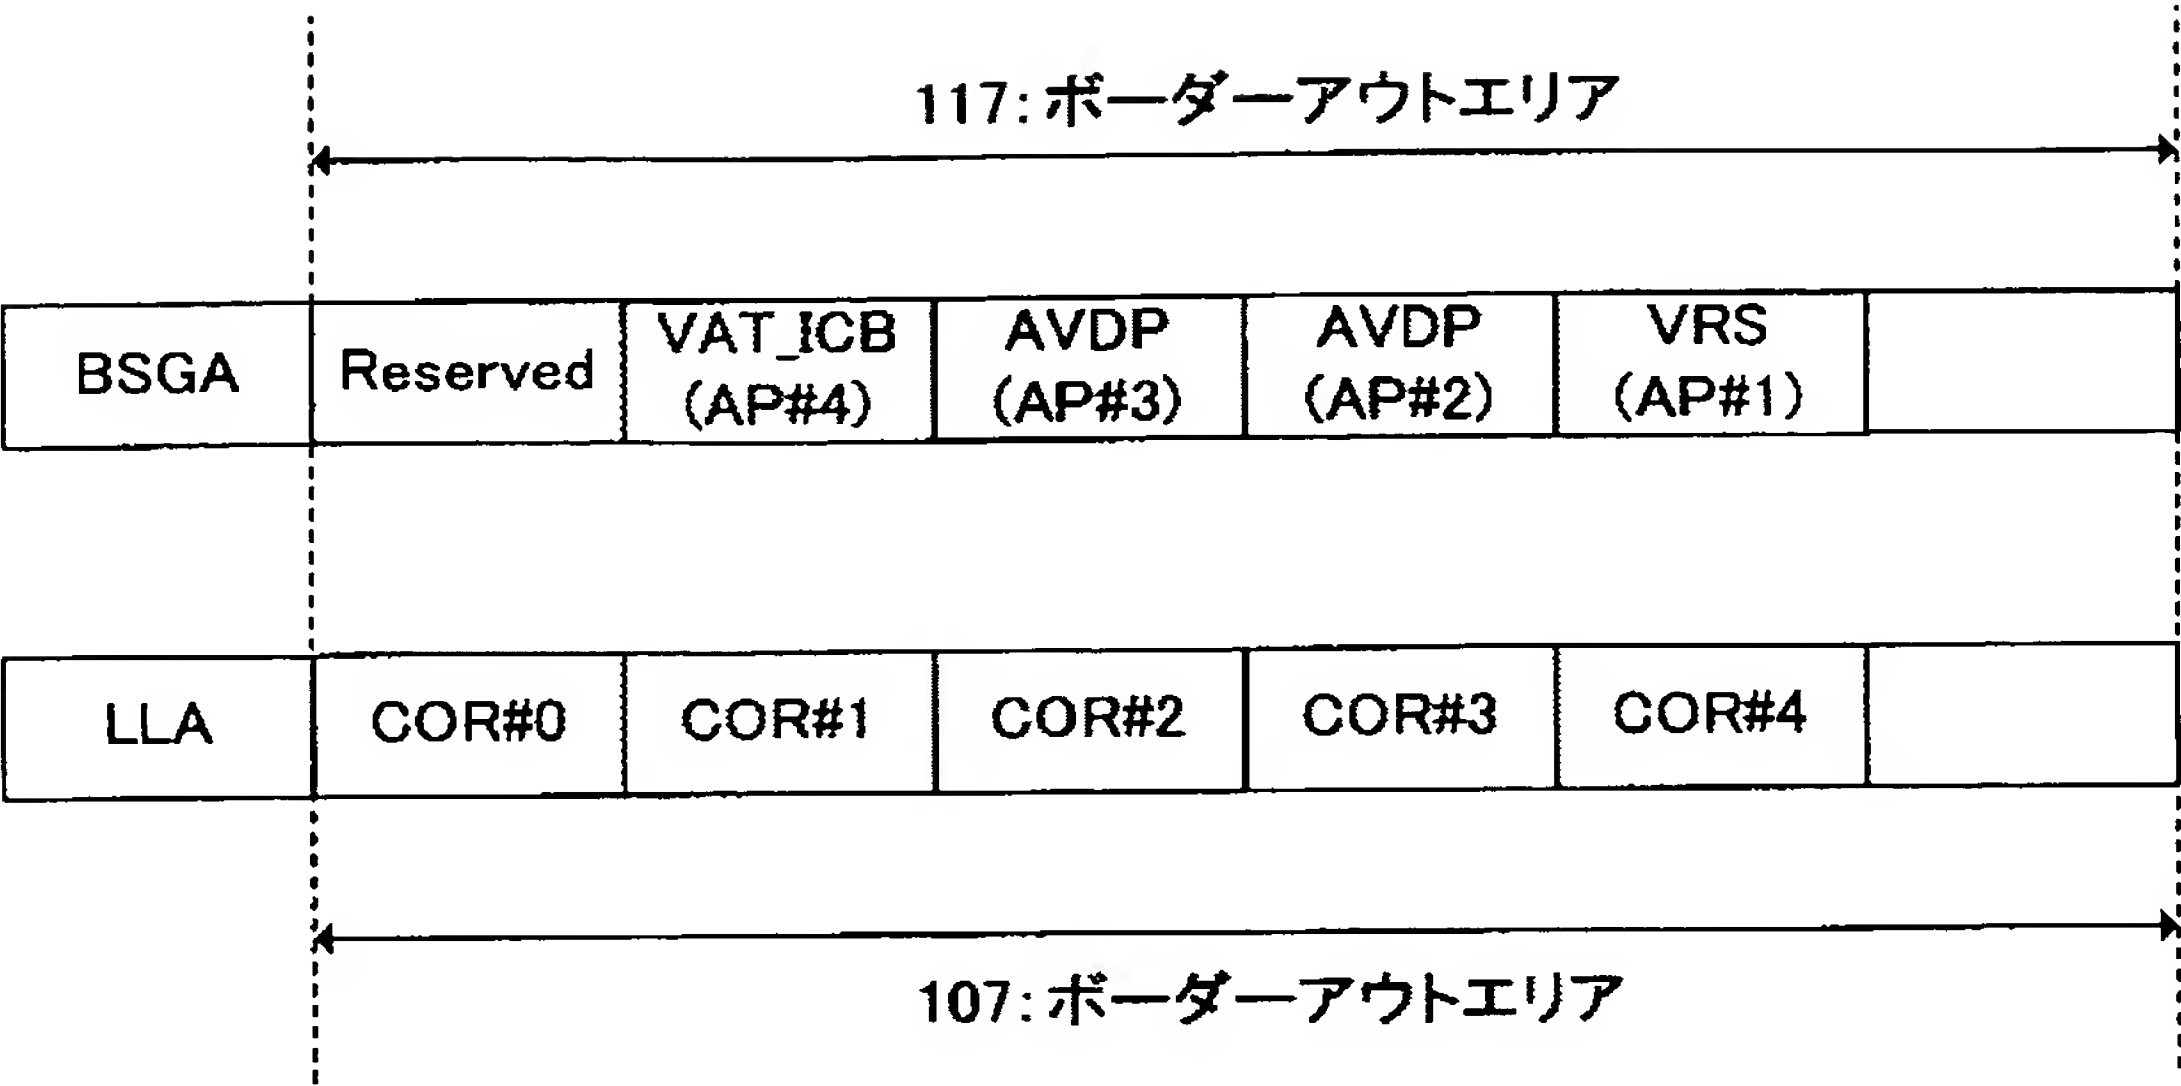 117:ボーダーアウトエリア
BSGA
Reserved
VAT_ICB
(AP#4)
AVDP
(AP#3)
AVDP
(AP#2)
VRS
(AP#1)
LLA
COR#0
COR#1
COR#2
COR#3
COR#4
107:ボーダーアウトエリア